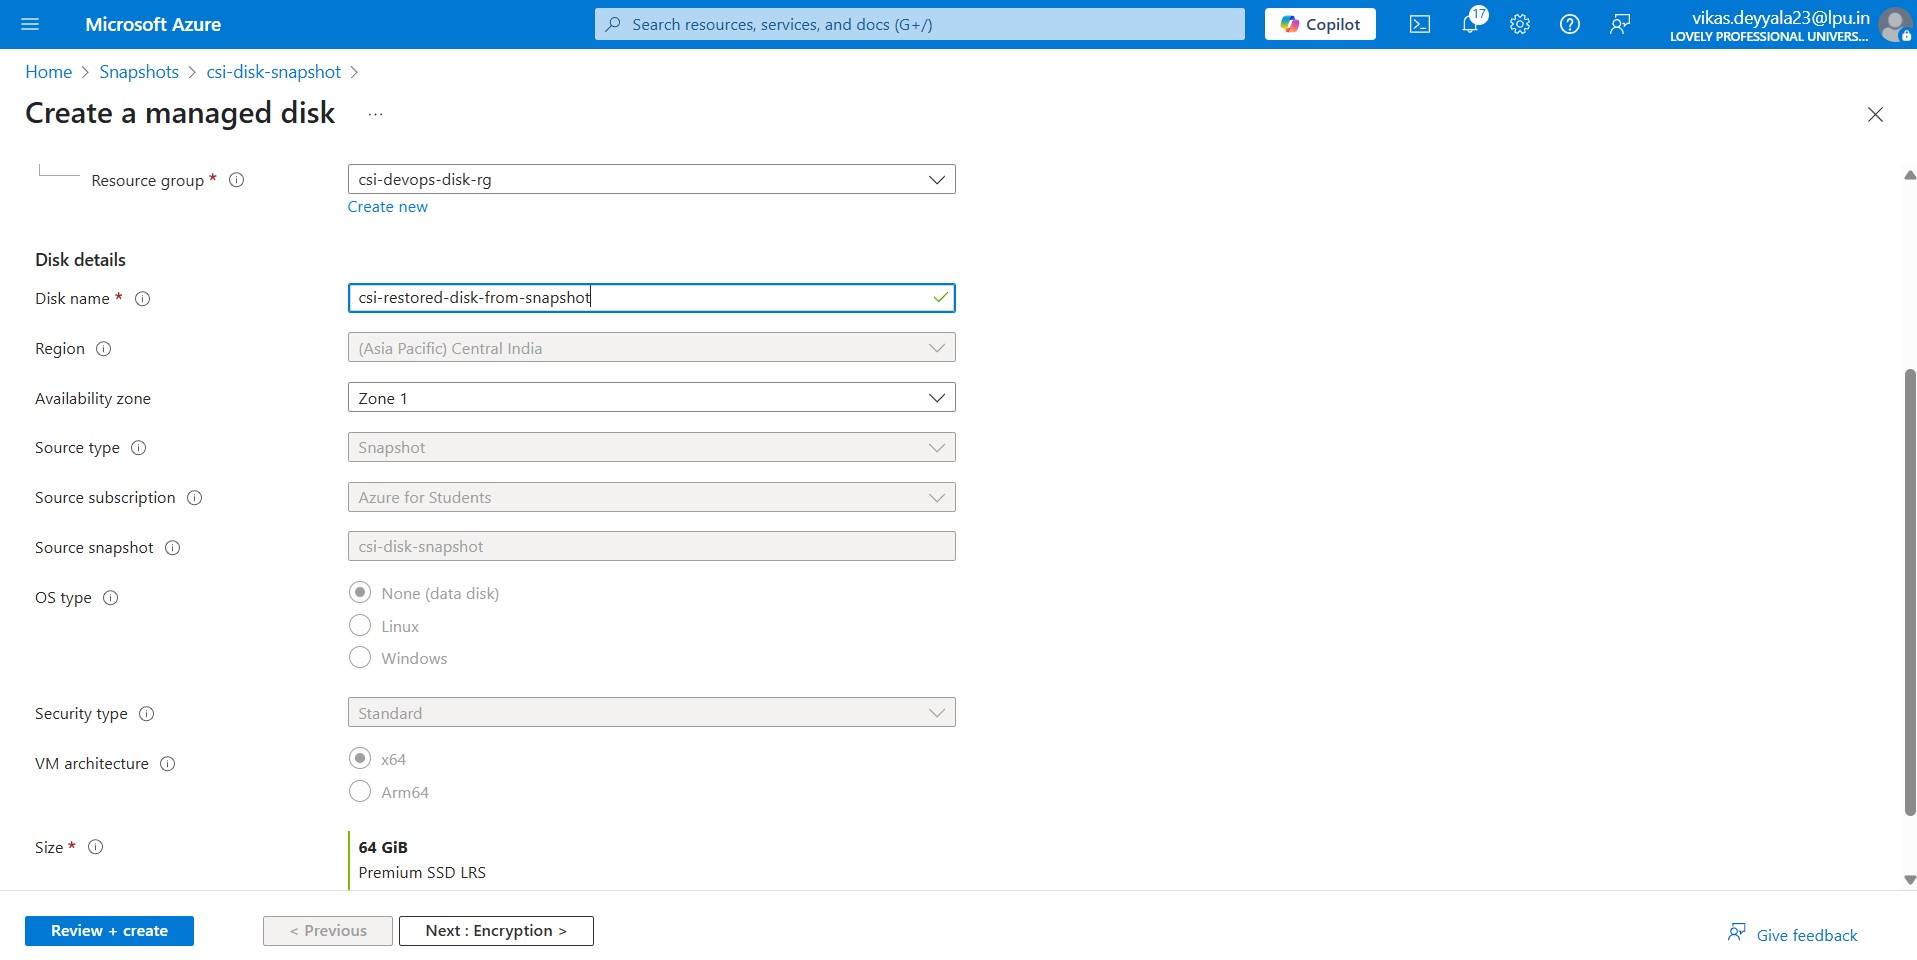 Microsoft Azure
Search resources, services, and docs (G+/)
Copilot
17
vikas.deyyala23@lpu.in
LOVELY PROFESSIONAL UNIVERS...
Home > Snapshots > csi-disk-snapshot >
Create a managed disk ...
Resource group * csi-devops-disk-rg
Create new
Disk details
Disk name * csi-restored-disk-from-snapshot
Region (Asia Pacific) Central India
Availability zone Zone 1
Source type Snapshot
Source subscription Azure for Students
Source snapshot csi-disk-snapshot
OS type None (data disk)
Linux
Windows
Security type Standard
VM architecture x64
Arm64
Size * 64 GiB
Premium SSD LRS
Review + create < Previous Next : Encryption > Give feedback